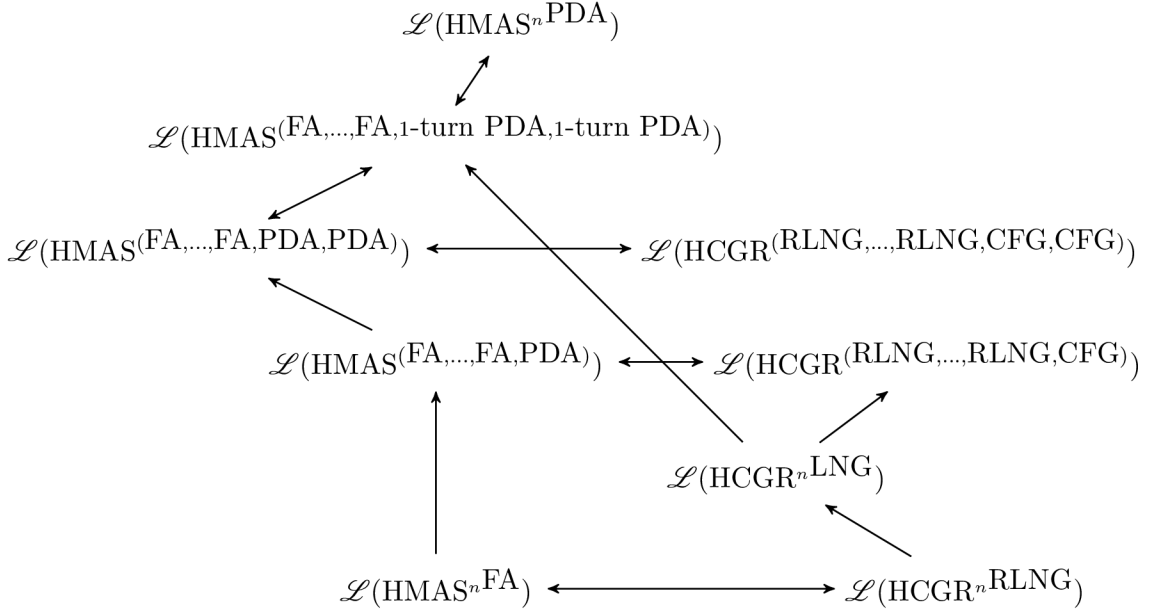 ℒ(HMASₙPDA)
ℒ(HMAS(FA,...,FA,1-turn PDA,1-turn PDA))
ℒ(HMAS(FA,...,FA,PDA,PDA)) ℒ(HCGR(RLNG,...,RLNG,CFG,CFG))
ℒ(HMAS(FA,...,FA,PDA)) ℒ(HCGR(RLNG,...,RLNG,CFG))
ℒ(HCGRₙLNG)
ℒ(HMASₙFA) ℒ(HCGRₙRLNG)